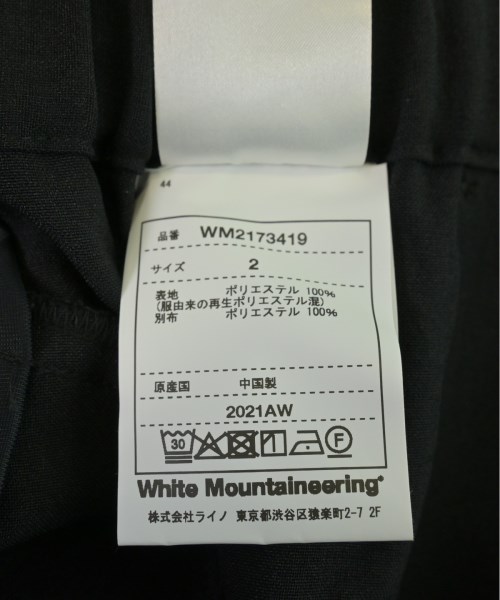 44
品番 WM2173419
サイズ 2
表地 ポリエステル 100%
(服由来の再生ポリエステル混)
別布 ポリエステル 100%
原産国 中国製
2021AW
30 F
White Mountaineering®
株式会社ライノ 東京都渋谷区猿楽町2-7 2F